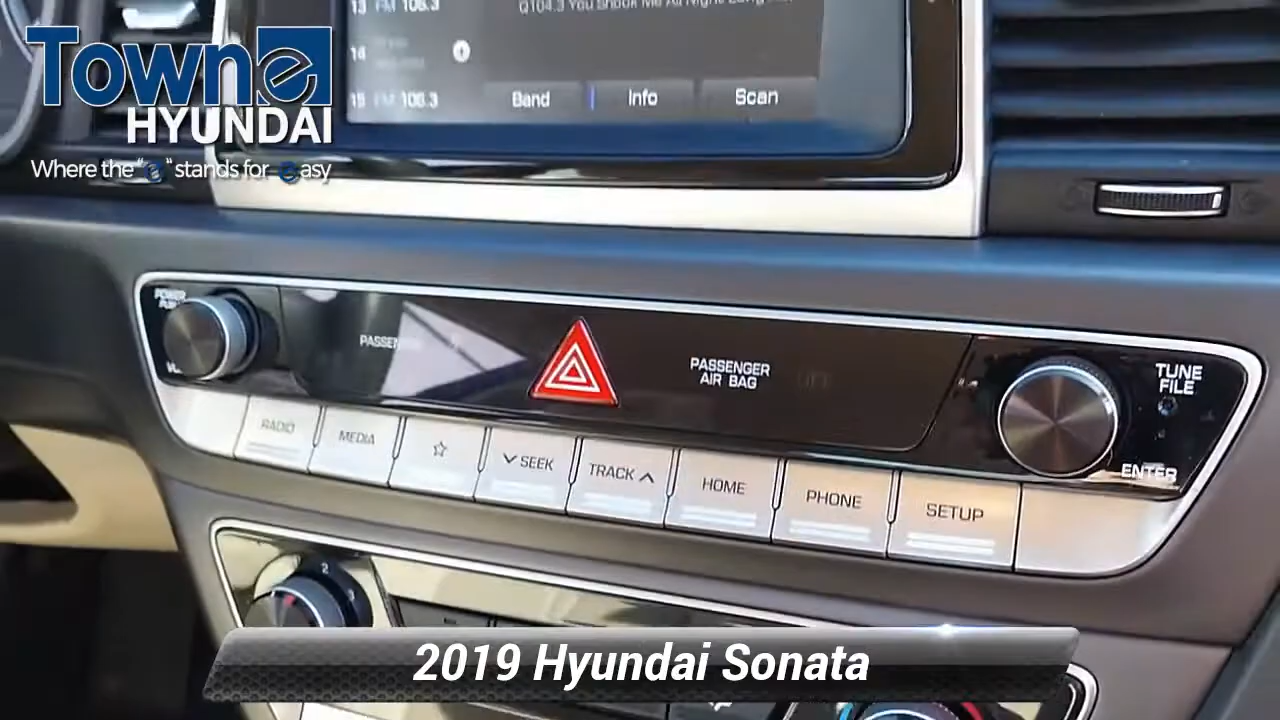 Towne
HYUNDAI
Where the "e" stands for easy
13 FM 106.3
Q104.3 You Shook Me All Night Long
14
15 FM 106.3
Band
Info
Scan
POWER
PASSENGER
AIR BAG
TUNE
FILE
ENTER
RADIO
MEDIA
SEEK
TRACK
HOME
PHONE
SETUP
2
3
2019 Hyundai Sonata